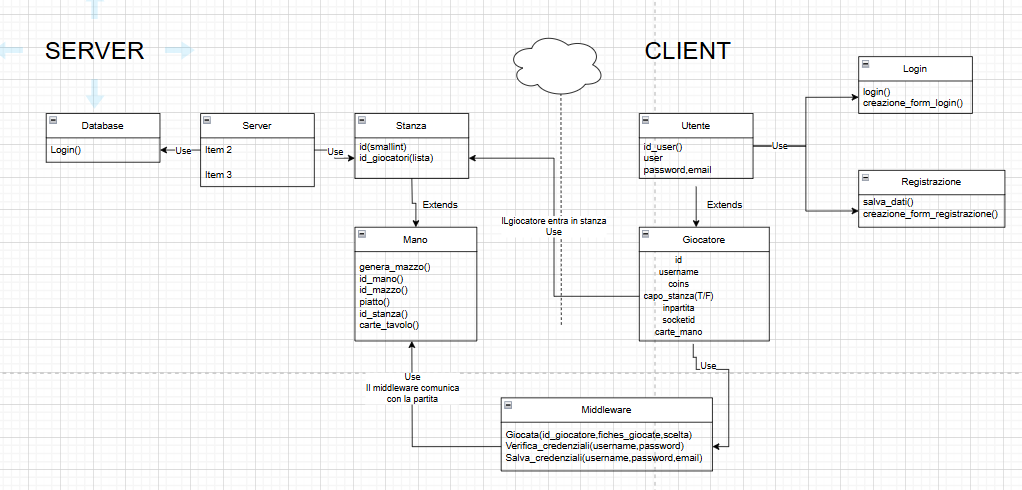 SERVER
CLIENT
Login
login()
creazione_form_login()
Database
Login()
Use
Server
Item 2
Item 3
Use
Stanza
id(smallint)
id_giocatori(lista)
Utente
id_user()
user
password,email
Use
Registrazione
salva_dati()
creazione_form_registrazione()
Extends
Extends
ILgiocatore entra in stanza
Use
Mano
genera_mazzo()
id_mano()
id_mazzo()
piatto()
id_stanza()
carte_tavolo()
Giocatore
id
username
coins
capo_stanza(T/F)
inpartita
socketid
carte_mano
Use
Use
Il middleware comunica
con la partita
Middleware
Giocata(id_giocatore,fiches_giocate,scelta)
Verifica_credenziali(username,password)
Salva_credenziali(username,password,email)